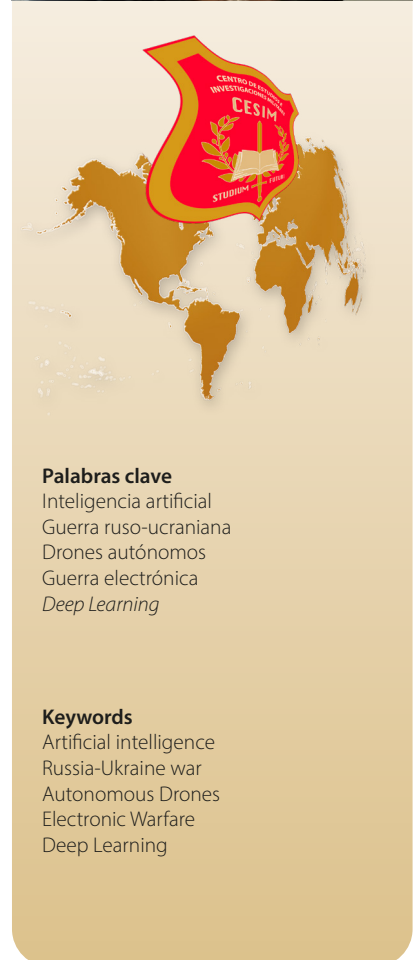 CENTRO DE ESTUDIOS E
INVESTIGACIONES MILITARES
CESIM
STUDIUM FUTURI
Palabras clave
Inteligencia artificial
Guerra ruso-ucraniana
Drones autónomos
Guerra electrónica
Deep Learning
Keywords
Artificial intelligence
Russia-Ukraine war
Autonomous Drones
Electronic Warfare
Deep Learning